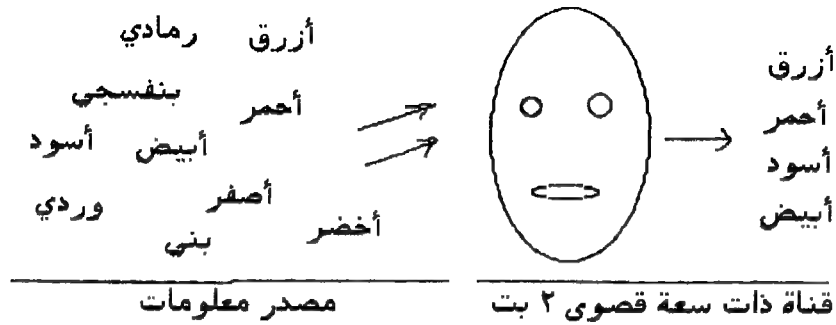 أزرق
رمادي
بنفسجي
أحمر
أسود
أبيض
أصفر
وردي
أخضر
بني
مصدر معلومات
أزرق
أحمر
أسود
أبيض
قناة ذات سعة قصوى ٢ بت